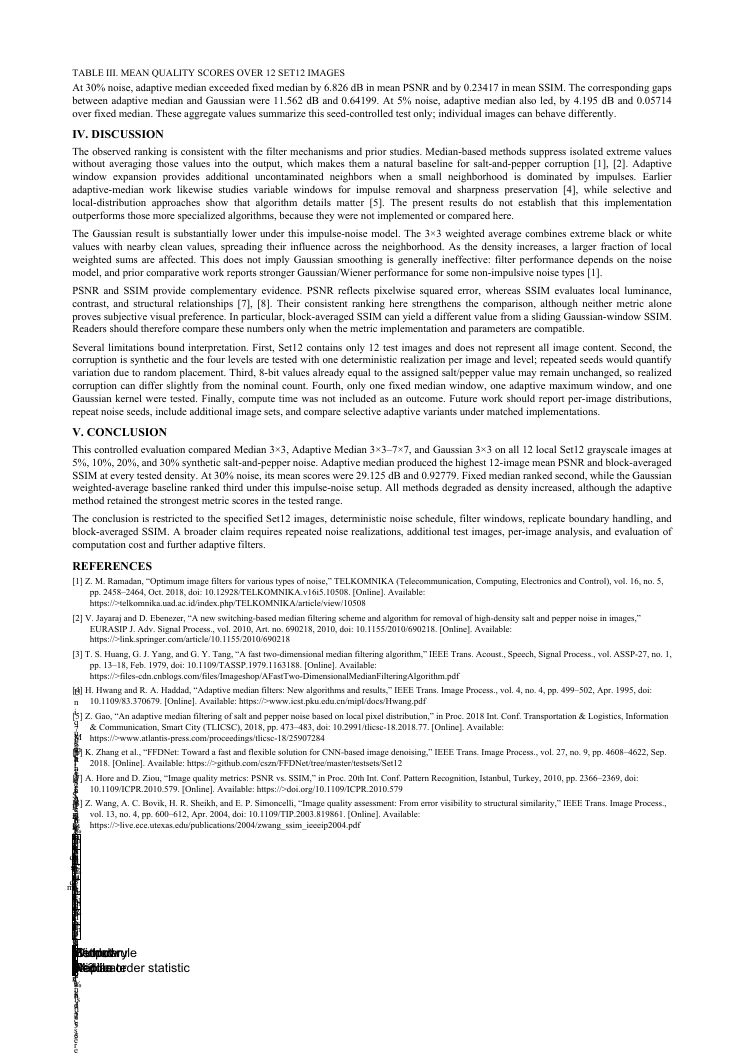 TABLE III. MEAN QUALITY SCORES OVER 12 SET12 IMAGES
At 30% noise, adaptive median exceeded fixed median by 6.826 dB in mean PSNR and by 0.23417 in mean SSIM. The corresponding gaps
between adaptive median and Gaussian were 11.562 dB and 0.64199. At 5% noise, adaptive median also led, by 4.195 dB and 0.05714
over fixed median. These aggregate values summarize this seed-controlled test only; individual images can behave differently.
IV. DISCUSSION
The observed ranking is consistent with the filter mechanisms and prior studies. Median-based methods suppress isolated extreme values
without averaging those values into the output, which makes them a natural baseline for salt-and-pepper corruption [1], [2]. Adaptive
window expansion provides additional uncontaminated neighbors when a small neighborhood is dominated by impulses. Earlier
adaptive-median work likewise studies variable windows for impulse removal and sharpness preservation [4], while selective and
local-distribution approaches show that algorithm details matter [5]. The present results do not establish that this implementation
outperforms those more specialized algorithms, because they were not implemented or compared here.
The Gaussian result is substantially lower under this impulse-noise model. The 3×3 weighted average combines extreme black or white
values with nearby clean values, spreading their influence across the neighborhood. As the density increases, a larger fraction of local
weighted sums are affected. This does not imply Gaussian smoothing is generally ineffective: filter performance depends on the noise
model, and prior comparative work reports stronger Gaussian/Wiener performance for some non-impulsive noise types [1].
PSNR and SSIM provide complementary evidence. PSNR reflects pixelwise squared error, whereas SSIM evaluates local luminance,
contrast, and structural relationships [7], [8]. Their consistent ranking here strengthens the comparison, although neither metric alone
proves subjective visual preference. In particular, block-averaged SSIM can yield a different value from a sliding Gaussian-window SSIM.
Readers should therefore compare these numbers only when the metric implementation and parameters are compatible.
Several limitations bound interpretation. First, Set12 contains only 12 test images and does not represent all image content. Second, the
corruption is synthetic and the four levels are tested with one deterministic realization per image and level; repeated seeds would quantify
variation due to random placement. Third, 8-bit values already equal to the assigned salt/pepper value may remain unchanged, so realized
corruption can differ slightly from the nominal count. Fourth, only one fixed median window, one adaptive maximum window, and one
Gaussian kernel were tested. Finally, compute time was not included as an outcome. Future work should report per-image distributions,
repeat noise seeds, include additional image sets, and compare selective adaptive variants under matched implementations.
V. CONCLUSION
This controlled evaluation compared Median 3×3, Adaptive Median 3×3–7×7, and Gaussian 3×3 on all 12 local Set12 grayscale images at
5%, 10%, 20%, and 30% synthetic salt-and-pepper noise. Adaptive median produced the highest 12-image mean PSNR and block-averaged
SSIM at every tested density. At 30% noise, its mean scores were 29.125 dB and 0.92779. Fixed median ranked second, while the Gaussian
weighted-average baseline ranked third under this impulse-noise setup. All methods degraded as density increased, although the adaptive
method retained the strongest metric scores in the tested range.
The conclusion is restricted to the specified Set12 images, deterministic noise schedule, filter windows, replicate boundary handling, and
block-averaged SSIM. A broader claim requires repeated noise realizations, additional test images, per-image analysis, and evaluation of
computation cost and further adaptive filters.
REFERENCES
[1] Z. M. Ramadan, “Optimum image filters for various types of noise,” TELKOMNIKA (Telecommunication, Computing, Electronics and Control), vol. 16, no. 5,
pp. 2458–2464, Oct. 2018, doi: 10.12928/TELKOMNIKA.v16i5.10508. [Online]. Available:
https://>telkomnika.uad.ac.id/index.php/TELKOMNIKA/article/view/10508
[2] V. Jayaraj and D. Ebenezer, “A new switching-based median filtering scheme and algorithm for removal of high-density salt and pepper noise in images,”
EURASIP J. Adv. Signal Process., vol. 2010, Art. no. 690218, 2010, doi: 10.1155/2010/690218. [Online]. Available:
https://>link.springer.com/article/10.1155/2010/690218
[3] T. S. Huang, G. J. Yang, and G. Y. Tang, “A fast two-dimensional median filtering algorithm,” IEEE Trans. Acoust., Speech, Signal Process., vol. ASSP-27, no. 1,
pp. 13–18, Feb. 1979, doi: 10.1109/TASSP.1979.1163188. [Online]. Available:
https://>files-cdn.cnblogs.com/files/Imageshop/AFastTwo-DimensionalMedianFilteringAlgorithm.pdf
[4] H. Hwang and R. A. Haddad, “Adaptive median filters: New algorithms and results,” IEEE Trans. Image Process., vol. 4, no. 4, pp. 499–502, Apr. 1995, doi:
10.1109/83.370679. [Online]. Available: https://>www.icst.pku.edu.cn/mipl/docs/Hwang.pdf
[5] Z. Gao, “An adaptive median filtering of salt and pepper noise based on local pixel distribution,” in Proc. 2018 Int. Conf. Transportation & Logistics, Information
& Communication, Smart City (TLICSC), 2018, pp. 473–483, doi: 10.2991/tlicsc-18.2018.77. [Online]. Available:
https://>www.atlantis-press.com/proceedings/tlicsc-18/25907284
K. Zhang et al., “FFDNet: Toward a fast and flexible solution for CNN-based image denoising,” IEEE Trans. Image Process., vol. 27, no. 9, pp. 4608–4622, Sep.
2018. [Online]. Available: https://>github.com/cszn/FFDNet/tree/master/testsets/Set12
A. Hore and D. Ziou, “Image quality metrics: PSNR vs. SSIM,” in Proc. 20th Int. Conf. Pattern Recognition, Istanbul, Turkey, 2010, pp. 2366–2369, doi:
10.1109/ICPR.2010.579. [Online]. Available: https://>doi.org/10.1109/ICPR.2010.579
Z. Wang, A. C. Bovik, H. R. Sheikh, and E. P. Simoncelli, “Image quality assessment: From error visibility to structural similarity,” IEEE Trans. Image Process.,
vol. 13, no. 4, pp. 600–612, Apr. 2004, doi: 10.1109/TIP.2003.819861. [Online]. Available:
https://>live.ece.utexas.edu/publications/2004/zwang_ssim_ieeeip2004.pdf
order statistic